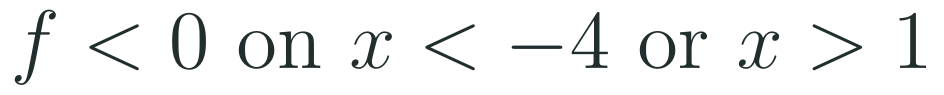 f < 0 on x < −4 or x > 1